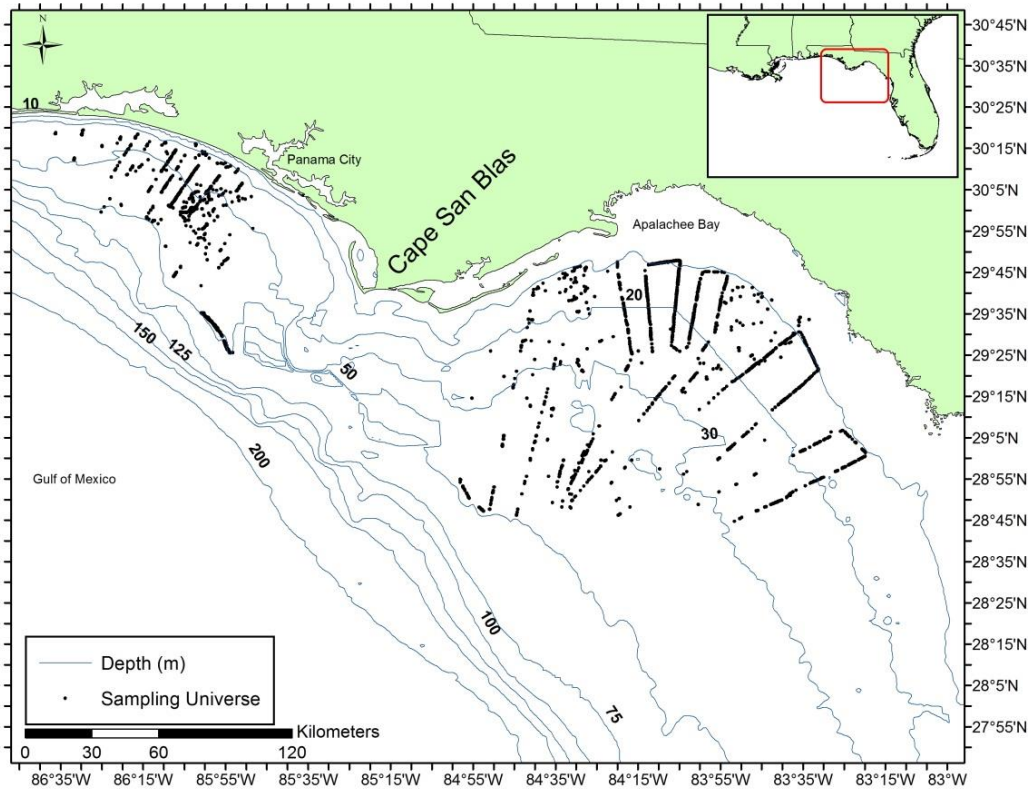 N
30°45'N
30°35'N
30°25'N
30°15'N
30°5'N
29°55'N
29°45'N
29°35'N
29°25'N
29°15'N
29°5'N
28°55'N
28°45'N
28°35'N
28°25'N
28°15'N
28°5'N
27°55'N
10
Panama City
Cape San Blas
Apalachee Bay
20
150
125
50
30
200
Gulf of Mexico
100
75
Depth (m)
Sampling Universe
Kilometers
0 30 60 120
86°35'W 86°15'W 85°55'W 85°35'W 85°15'W 84°55'W 84°35'W 84°15'W 83°55'W 83°35'W 83°15'W 83°W